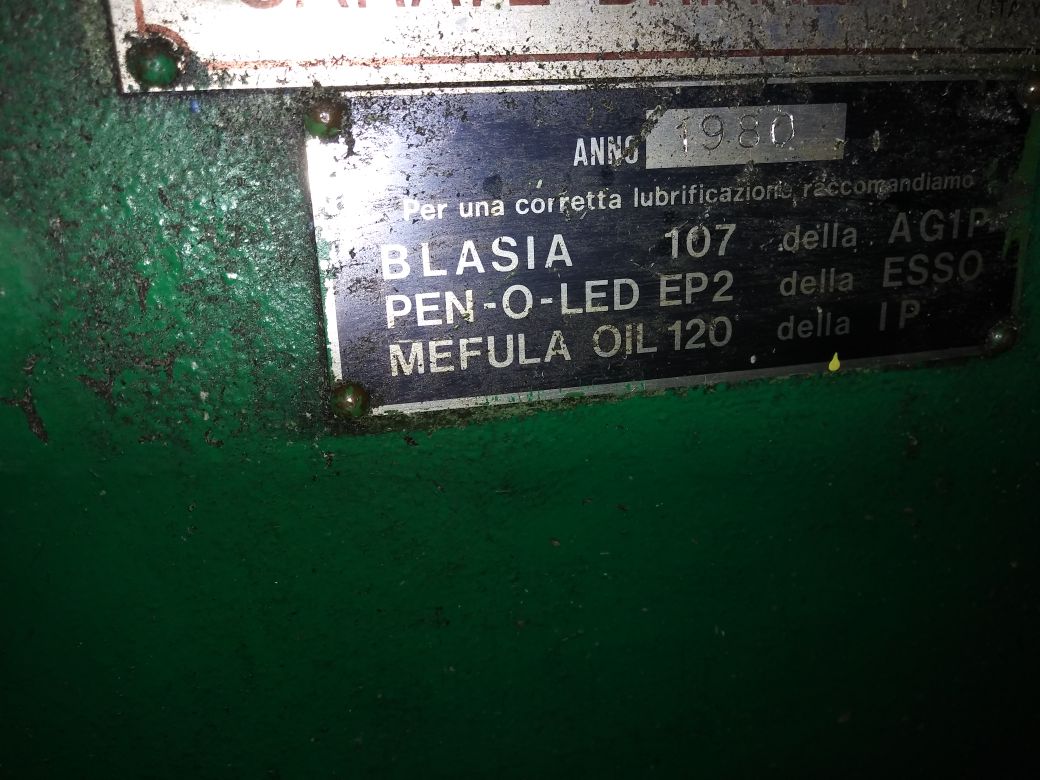 ANNO 1980
Per una corretta lubrificazione raccomandiamo
BLASIA 107 della AGIP
PEN-O-LED EP2 della ESSO
MEFULA OIL 120 della IP